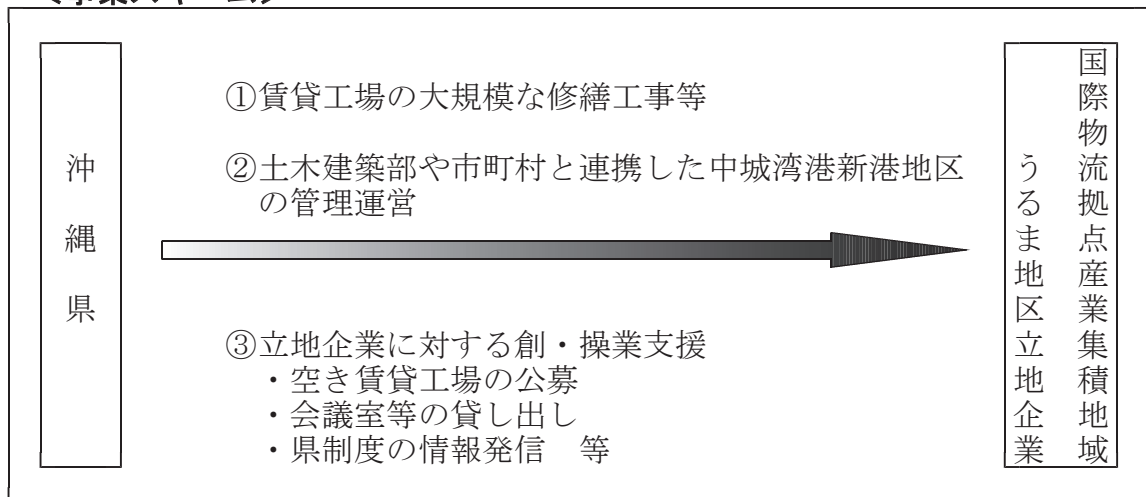 沖縄県
①賃貸工場の大規模な修繕工事等
②土木建築部や市町村と連携した中城湾港新港地区
の管理運営
③立地企業に対する創・操業支援
・空き賃貸工場の公募
・会議室等の貸し出し
・県制度の情報発信　等
国際物流拠点産業集積地域
うるま地区立地企業